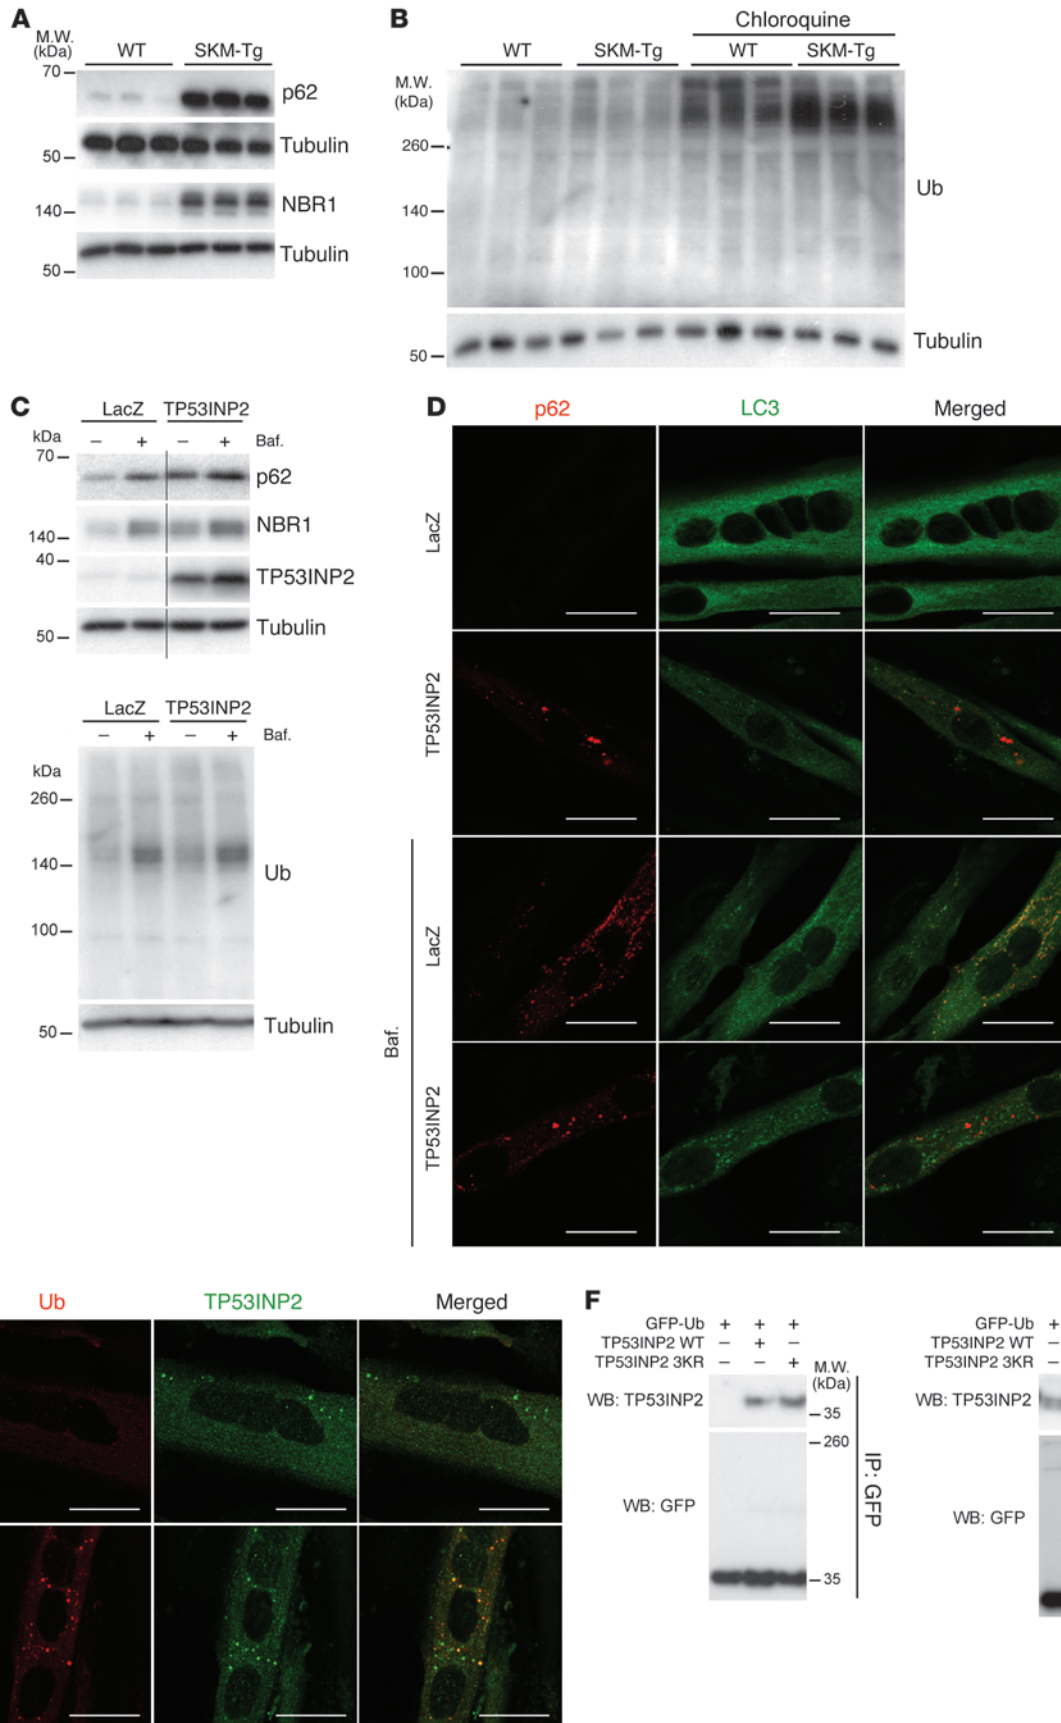 A
M.W.
(kDa)
WT SKM-Tg
70
p62
Tubulin
50
NBR1
140
Tubulin
50
B
Chloroquine
WT SKM-Tg WT SKM-Tg
M.W.
(kDa)
260
Ub
140
100
Tubulin
50
C
LacZ TP53INP2
kDa
− + − + Baf.
70
p62
NBR1
140
40
TP53INP2
Tubulin
50
LacZ TP53INP2
− + − + Baf.
kDa
260
140
Ub
100
Tubulin
50
D
p62 LC3 Merged
LacZ
TP53INP2
LacZ
Baf.
TP53INP2
Ub TP53INP2 Merged
F
GFP-Ub + + +
TP53INP2 WT − + −
TP53INP2 3KR − − +
M.W.
(kDa)
WB: TP53INP2
35
260
WB: GFP
35
IP: GFP
GFP-Ub +
TP53INP2 WT −
TP53INP2 3KR −
WB: TP53INP2
WB: GFP